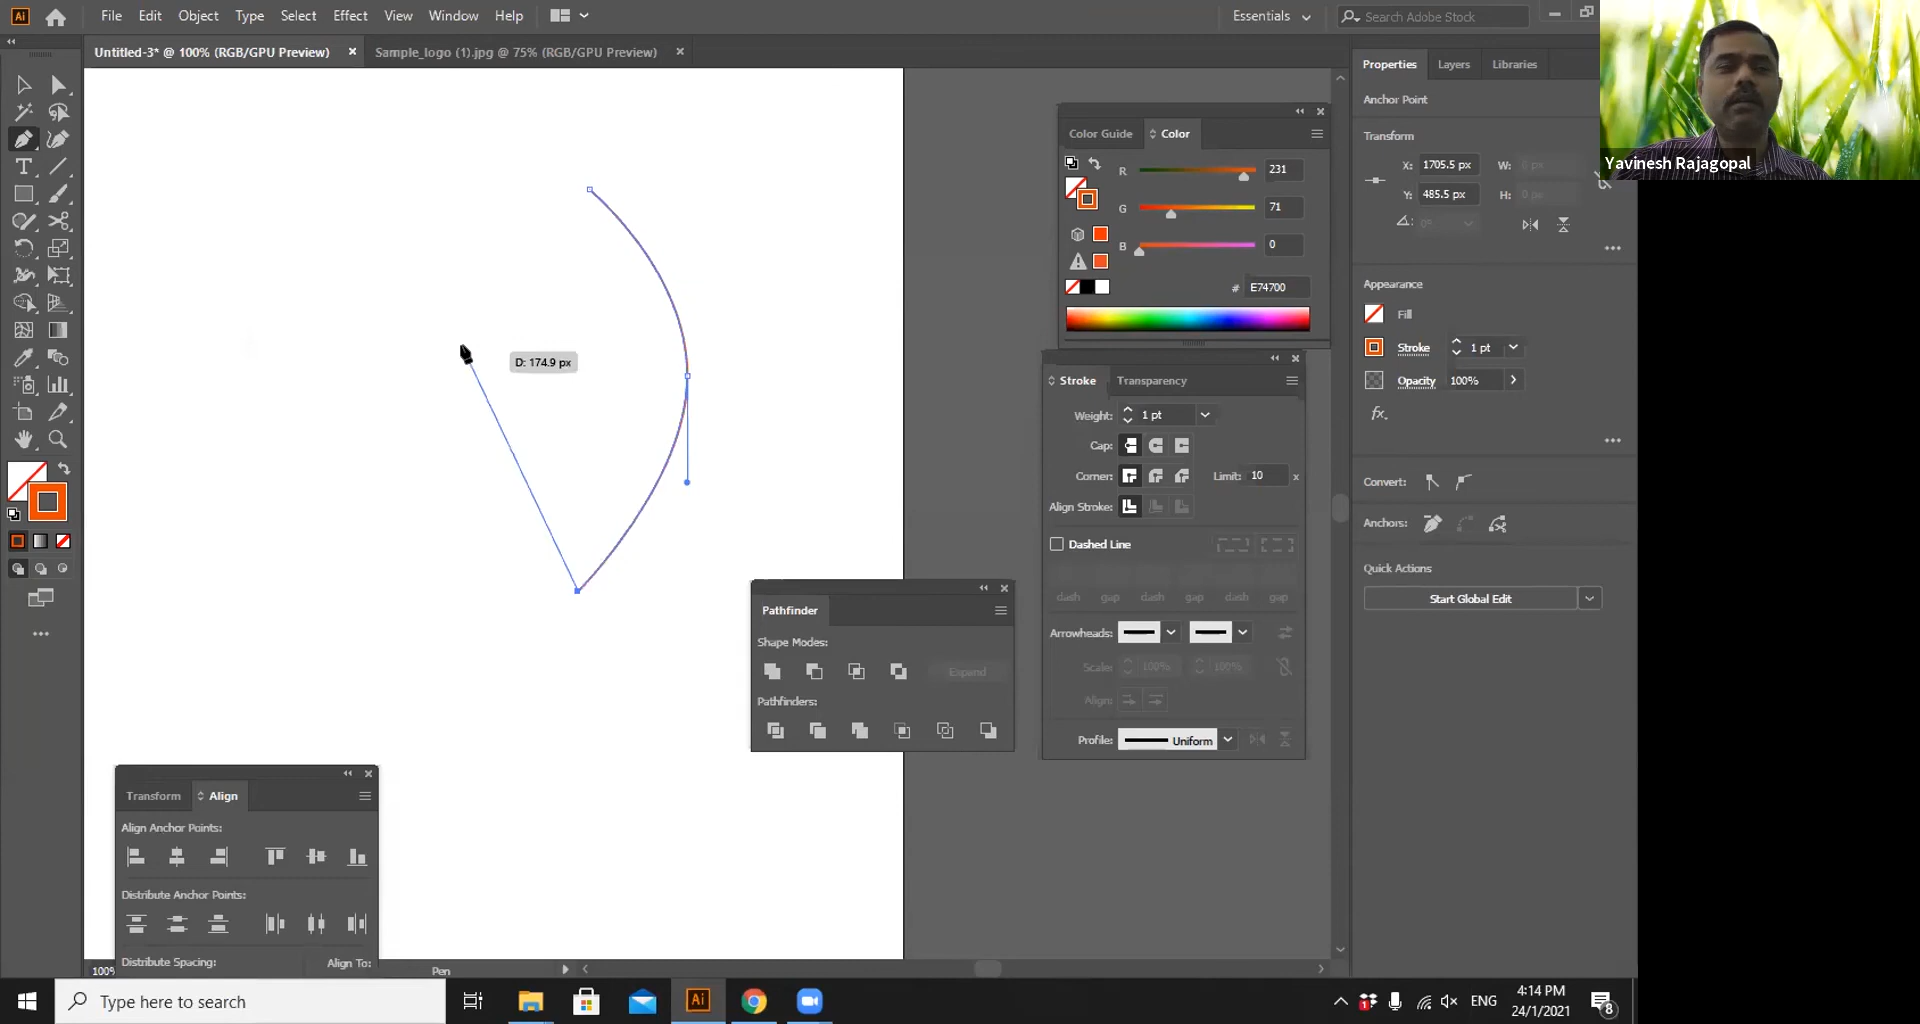 File Edit Object Type Select Effect View Window Help
Essentials
Search Adobe Stock
Untitled-3* @ 100% (RGB/GPU Preview)
Sample_logo (1).jpg @ 75% (RGB/GPU Preview)
Properties Layers Libraries
Anchor Point
Transform
X: 1705.5 px W: 0 px
Y: 485.5 px H: 0 px
Yavinesh Rajagopal
Appearance
Fill
Stroke 1 pt
Opacity 100%
fx.
Convert:
Anchors:
Quick Actions
Start Global Edit
Color Guide Color
R 231
G 71
B 0
# E74700
D: 174.9 px
Stroke Transparency
Weight: 1 pt
Cap:
Corner: Limit: 10 x
Align Stroke:
Dashed Line
dash gap dash gap dash gap
Arrowheads:
Scale: 100% 100%
Align:
Profile: Uniform
Pathfinder
Shape Modes:
Expand
Pathfinders:
Transform Align
Align Anchor Points:
Distribute Anchor Points:
Distribute Spacing: Align To:
100%
Pen
Type here to search
Ai
ENG
4:14 PM
24/1/2021
8